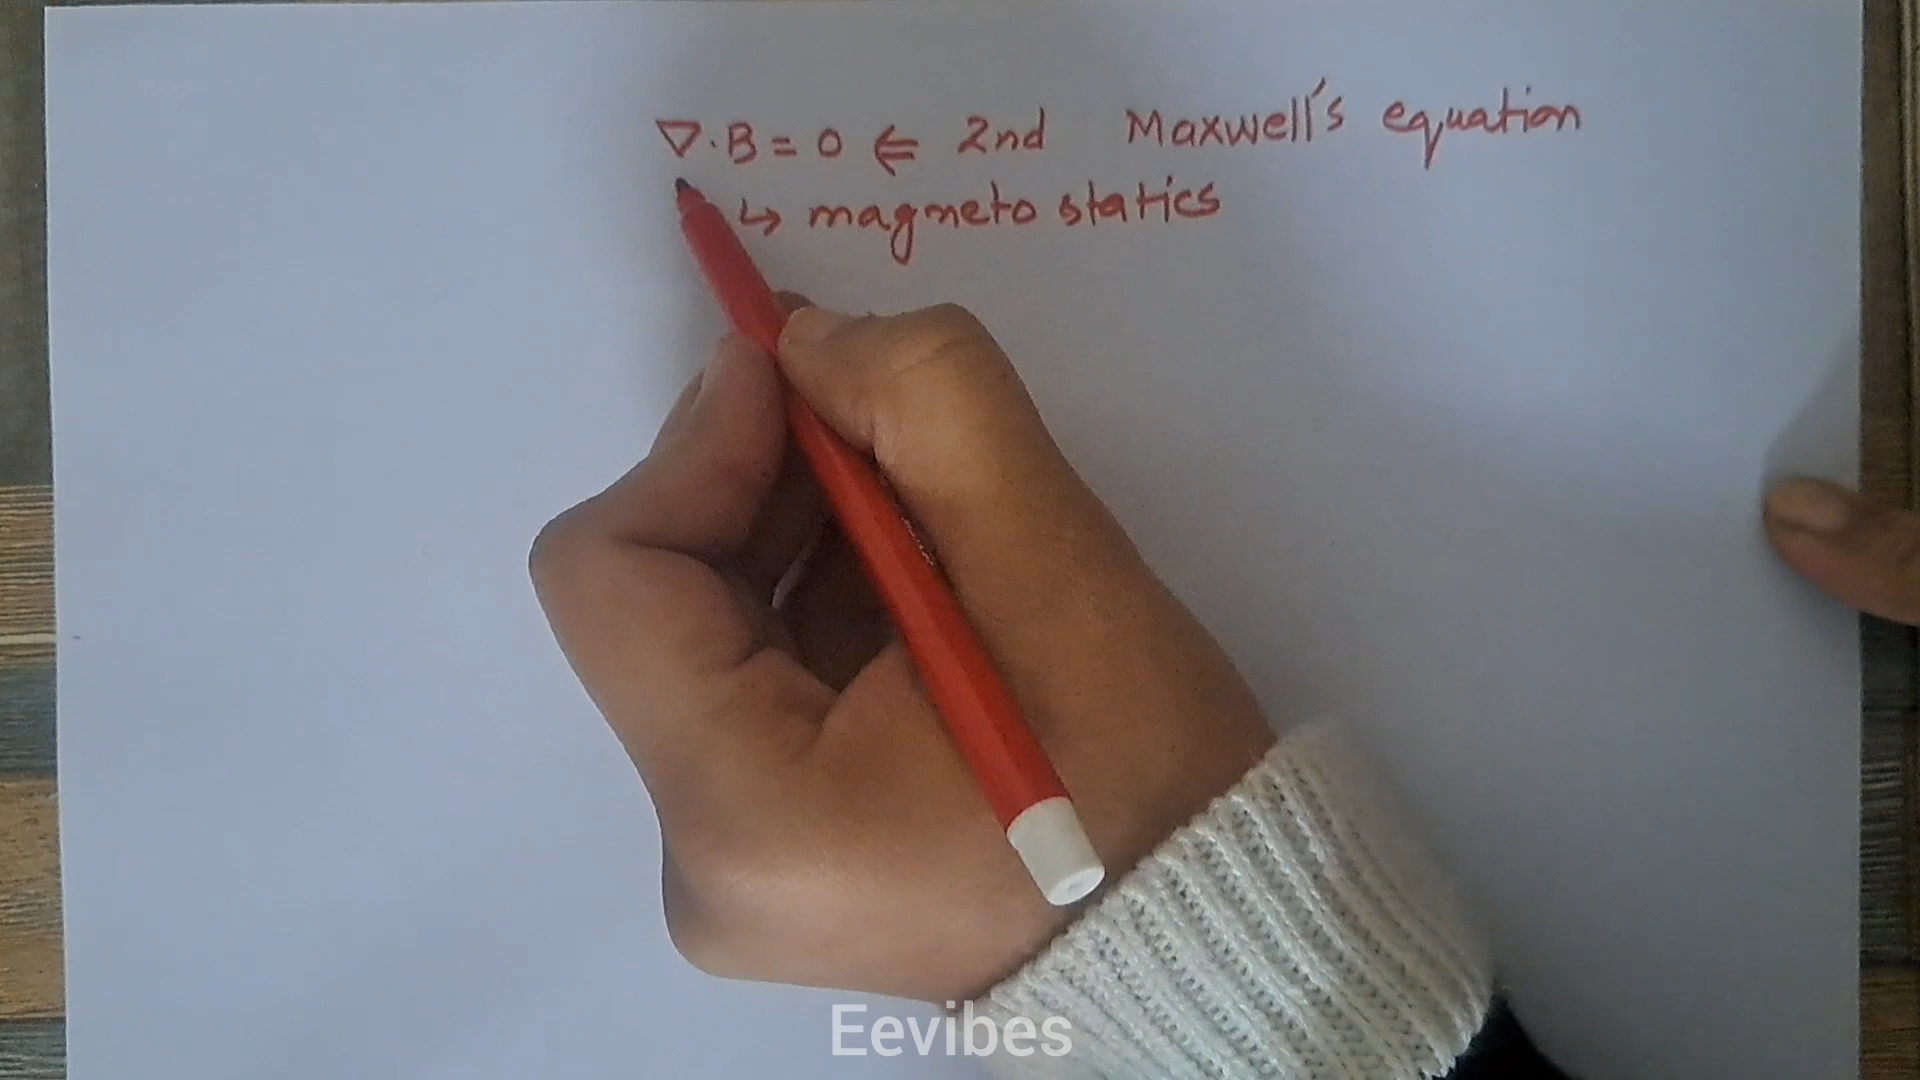 ∇·B = 0 ⇐ 2nd Maxwell's equation
↳ magneto statics
Eevibes